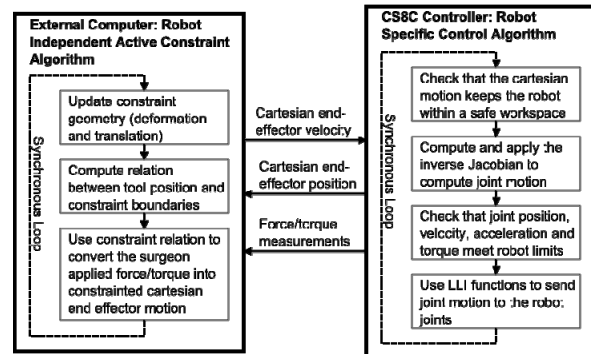 External Computer: Robot
Independent Active Constraint
Algorithm
Synchronous Loop
Update constraint
geometry (deformation
and translation)
Compute relation
between tool position and
constraint boundaries
Use constraint relation to
convert the surgeon
applied force/torque into
constrainted cartesian
end effector motion
Cartesian end-
effector velocity
Cartesian end-
effector position
Force/torque
measurements
CS8C Controller: Robot
Specific Control Algorithm
Synchronous Loop
Check that the cartesian
motion keeps the robot
within a safe workspace
Compute and apply the
inverse Jacobian to
compute joint motion
Check that joint position,
velocity, acceleration and
torque meet robot limits
Use LLI functions to send
joint motion to the robot
joints